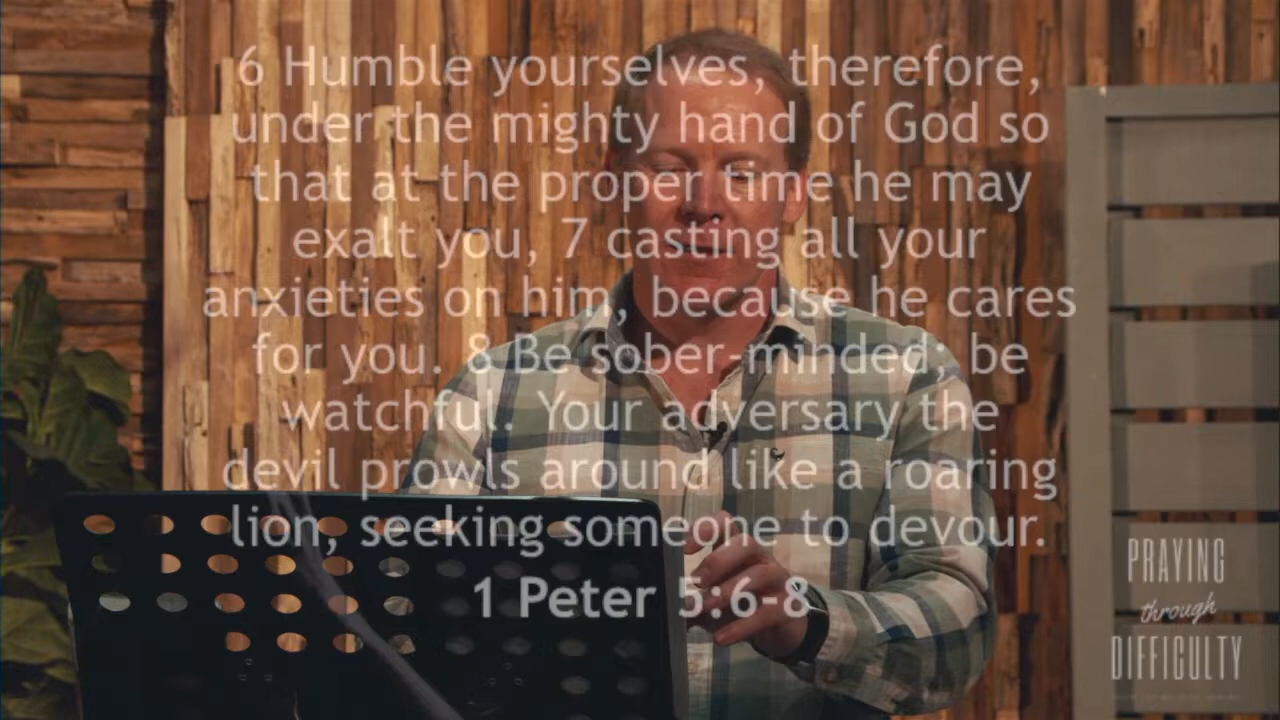 6 Humble yourselves, therefore,
under the mighty hand of God so
that at the proper time he may
exalt you, 7 casting all your
anxieties on him, because he cares
for you. 8 Be sober-minded; be
watchful. Your adversary the
devil prowls around like a roaring
lion, seeking someone to devour.
1 Peter 5:6-8
PRAYING
through
DIFFICULTY